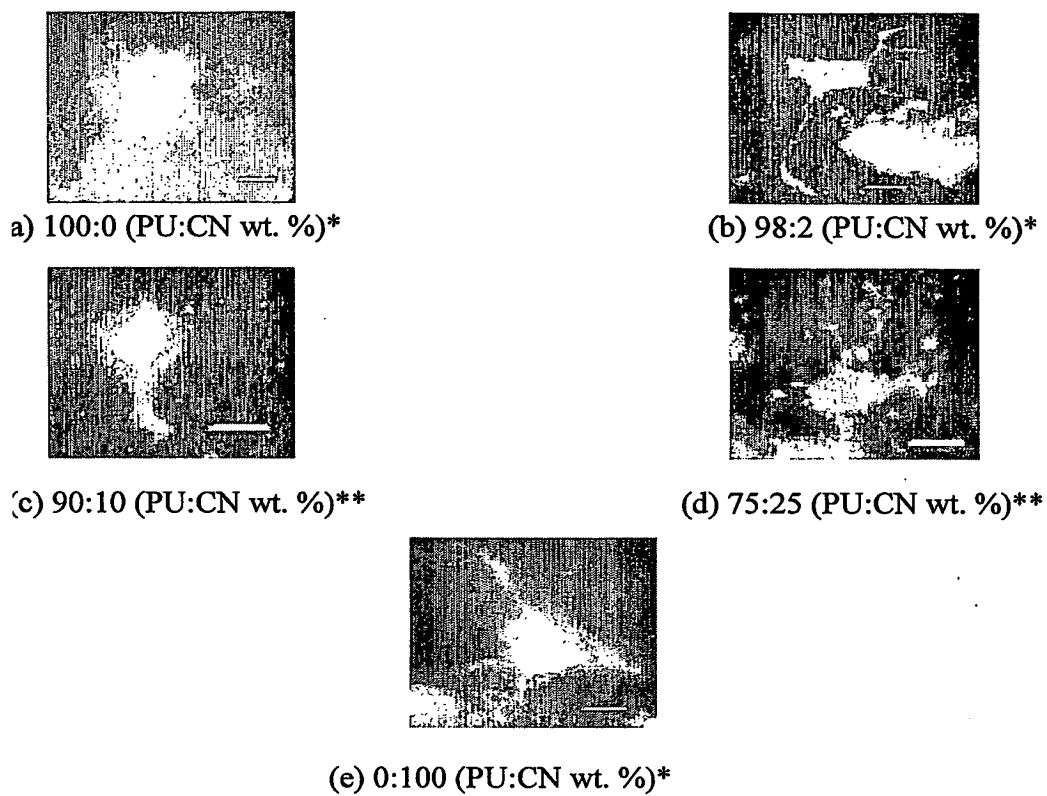 a) 100:0 (PU:CN wt. %)*
(b) 98:2 (PU:CN wt. %)*
(c) 90:10 (PU:CN wt. %)**
(d) 75:25 (PU:CN wt. %)**
(e) 0:100 (PU:CN wt. %)*